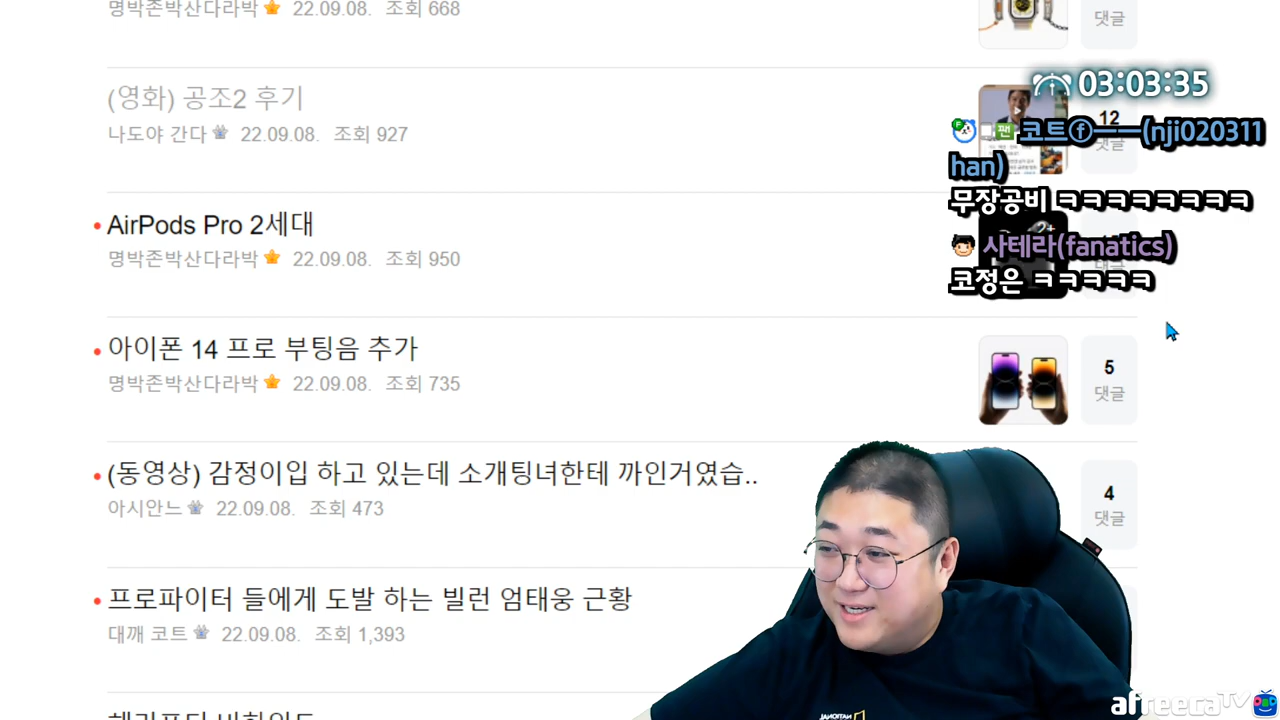 명박존박산다라박 22.09.08. 조회 668
댓글
03:03:35
(영화) 공조2 후기
나도야 간다 22.09.08. 조회 927
12
댓글
코트ⓕㅡㅡ(nji020311
han)
무장공비 ㅋㅋㅋㅋㅋㅋㅋㅋ
사테라(fanatics)
코정은 ㅋㅋㅋㅋㅋ
AirPods Pro 2세대
명박존박산다라박 22.09.08. 조회 950
아이폰 14 프로 부팅음 추가
명박존박산다라박 22.09.08. 조회 735
5
댓글
(동영상) 감정이입 하고 있는데 소개팅녀한테 까인거였습..
아시안느 22.09.08. 조회 473
4
댓글
프로파이터 들에게 도발 하는 빌런 엄태웅 근황
대깨 코트 22.09.08. 조회 1,393
afreecaTV